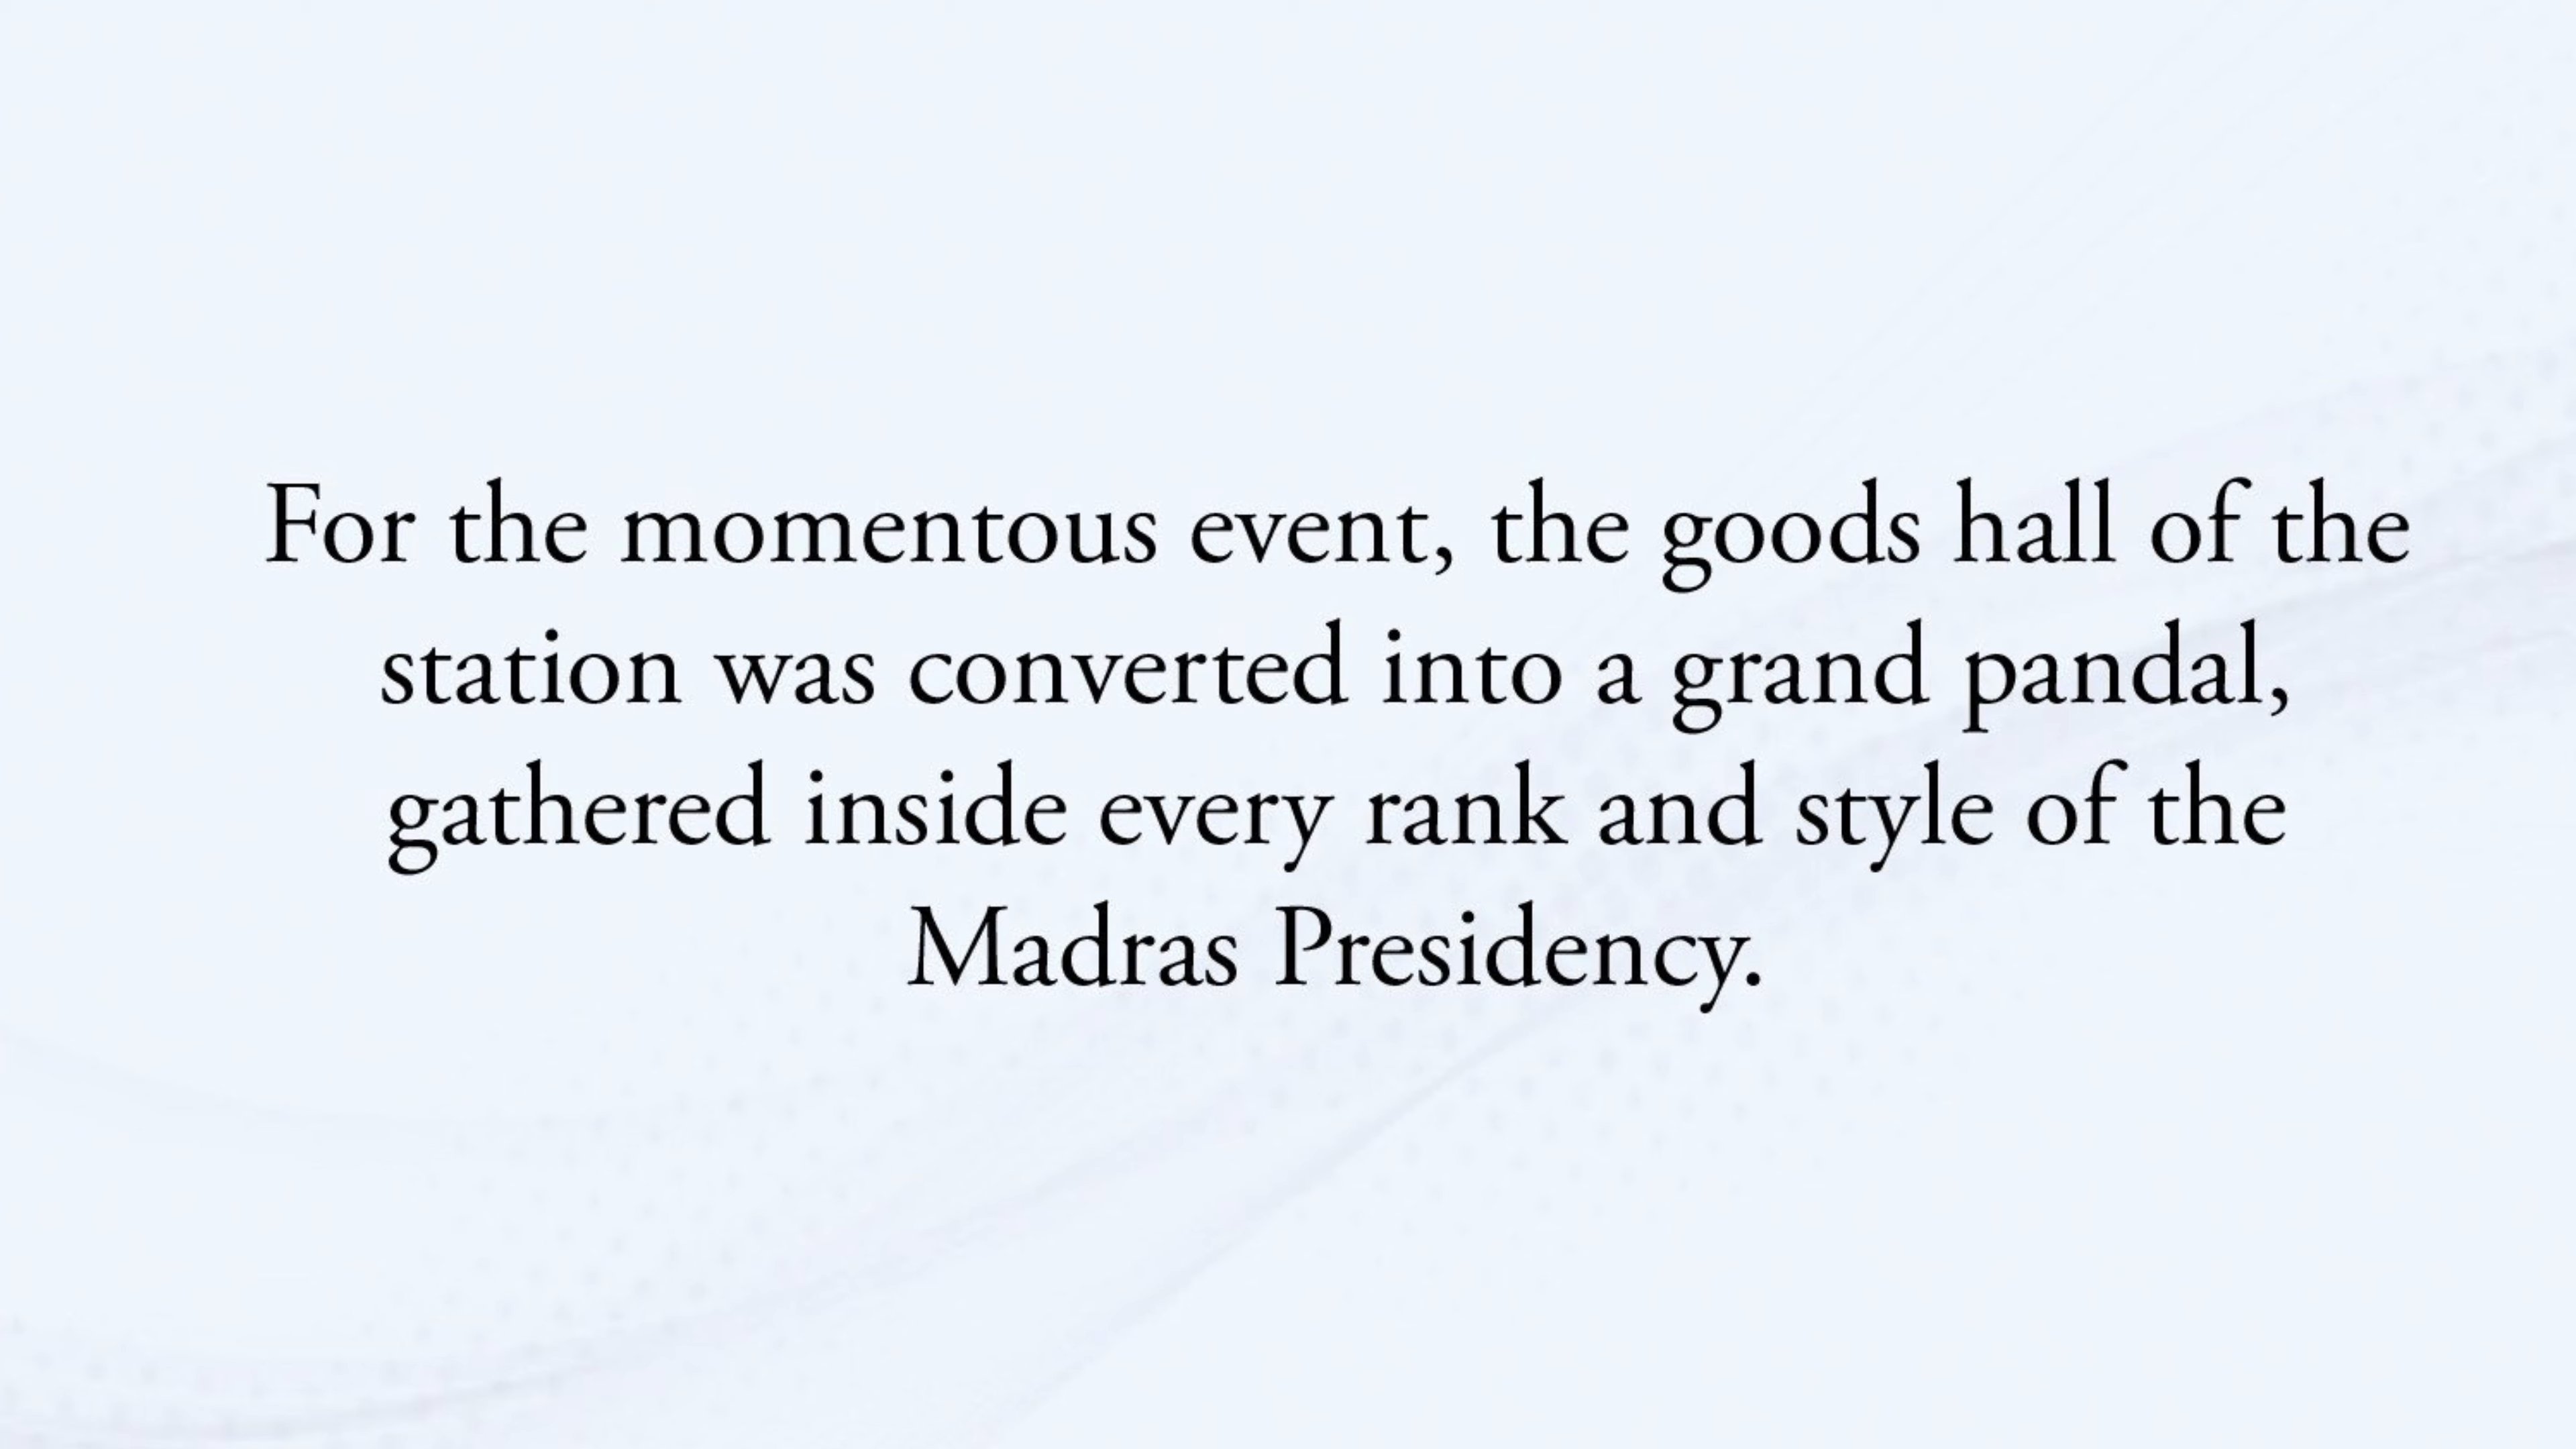 For the momentous event, the goods hall of the
station was converted into a grand pandal,
gathered inside every rank and style of the
Madras Presidency.